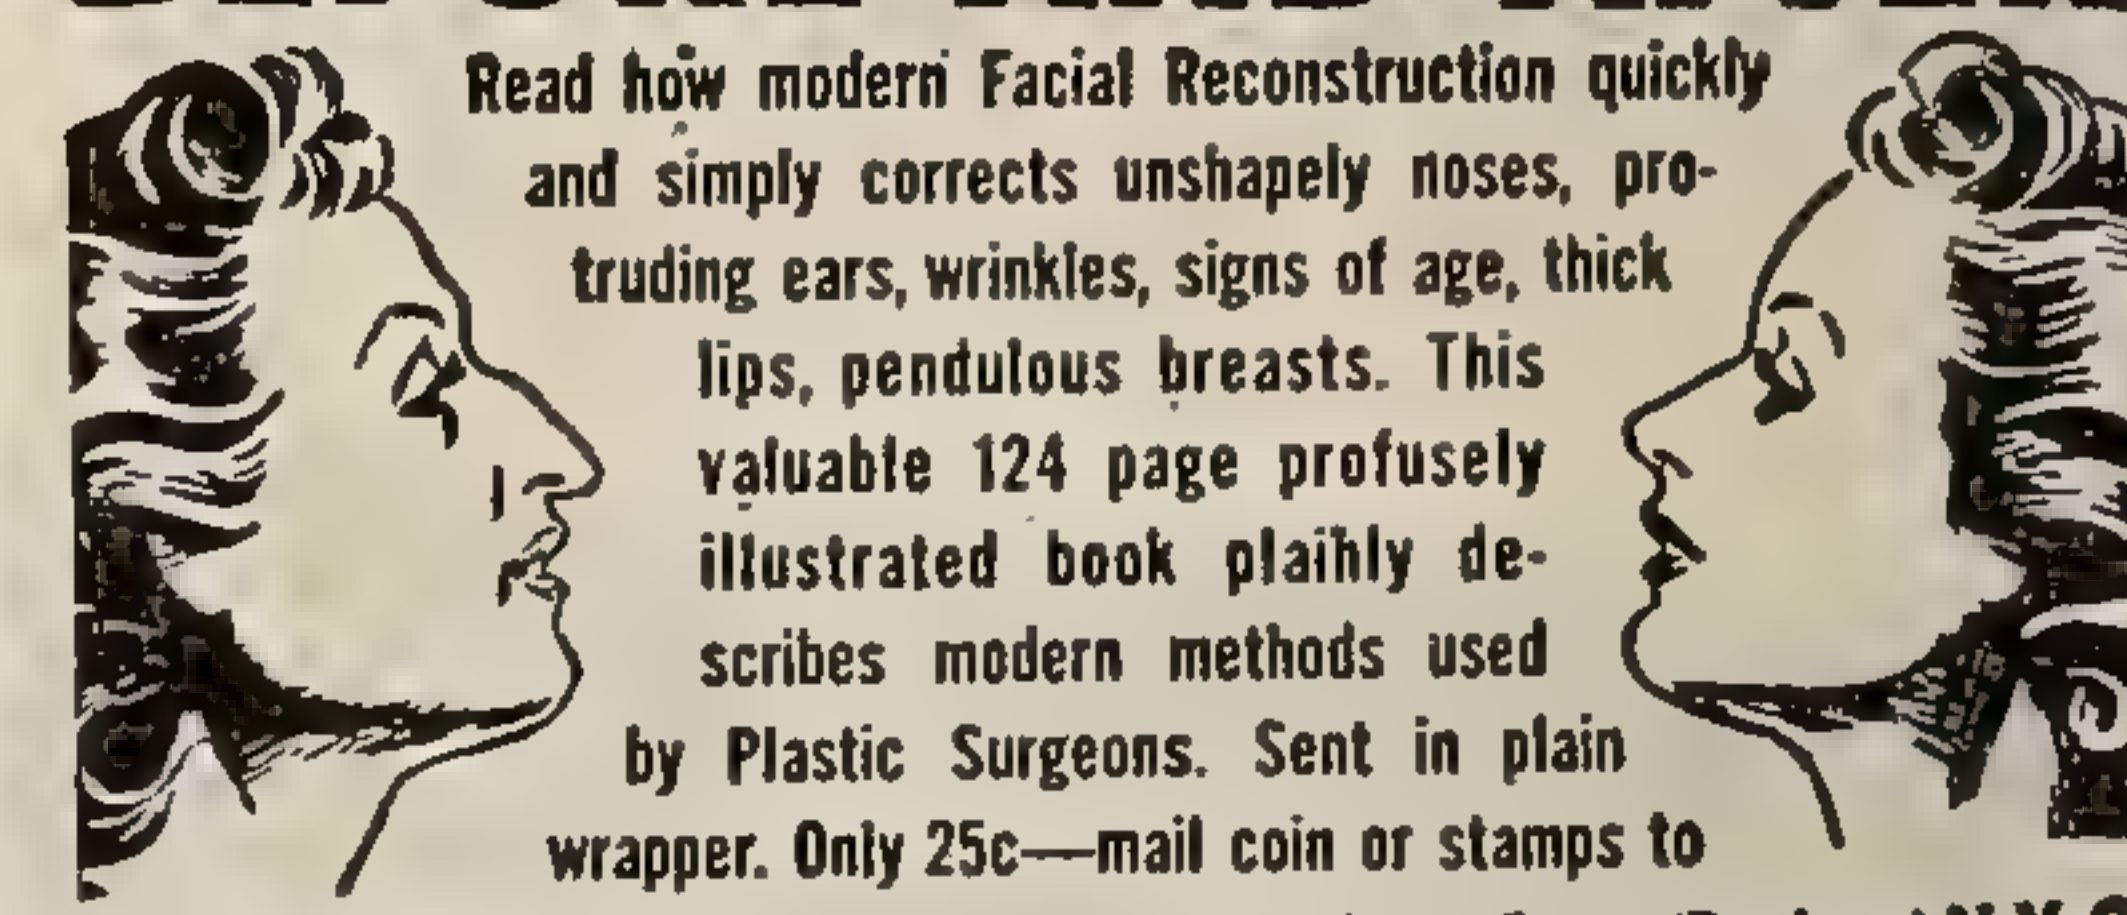 Read how modern Facial Reconstruction quickly
and simply corrects unshapely noses, pro-
truding ears, wrinkles, signs of age, thick
lips, pendulous breasts. This
valuable 124 page profusely
illustrated book plainly de-
scribes modern methods used
by Plastic Surgeons. Sent in plain
wrapper. Only 25c—mail coin or stamps to